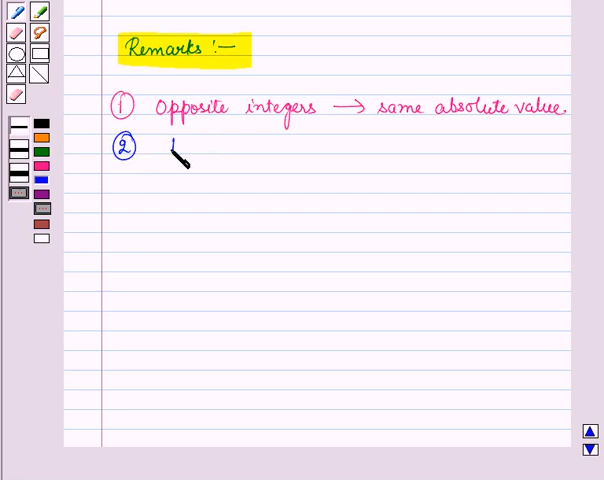 Remarks :-
① Opposite integers → same absolute value.
②